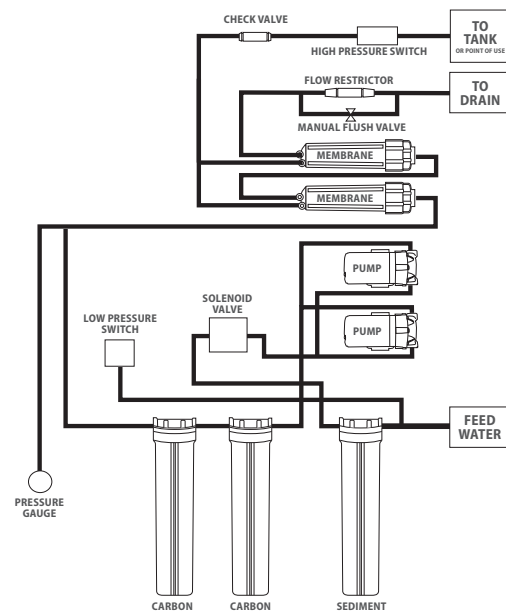 CHECK VALVE
HIGH PRESSURE SWITCH
TO
TANK
OR POINT OF USE
FLOW RESTRICTOR
MANUAL FLUSH VALVE
TO
DRAIN
MEMBRANE
MEMBRANE
PUMP
PUMP
SOLENOID
VALVE
LOW PRESSURE
SWITCH
FEED
WATER
PRESSURE
GAUGE
CARBON
CARBON
SEDIMENT